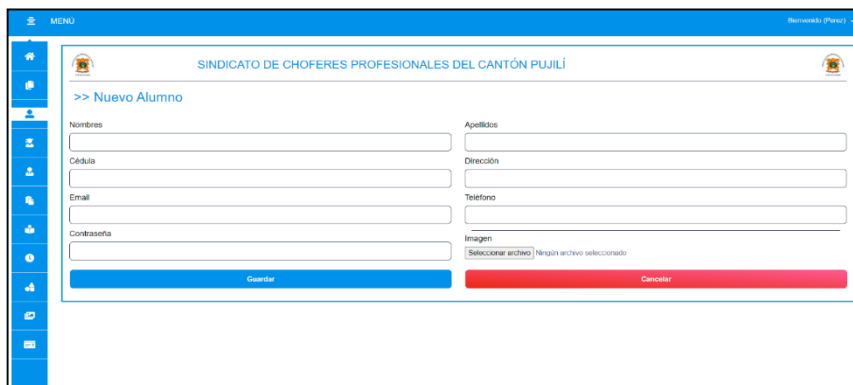 MENÚ
Bienvenido (Perez)
SINDICATO DE CHOFERES PROFESIONALES DEL CANTÓN PUJILÍ
>> Nuevo Alumno
Nombres
Apellidos
Cédula
Dirección
Email
Teléfono
Contraseña
Imagen
Seleccionar archivo Ningún archivo seleccionado
Guardar
Cancelar